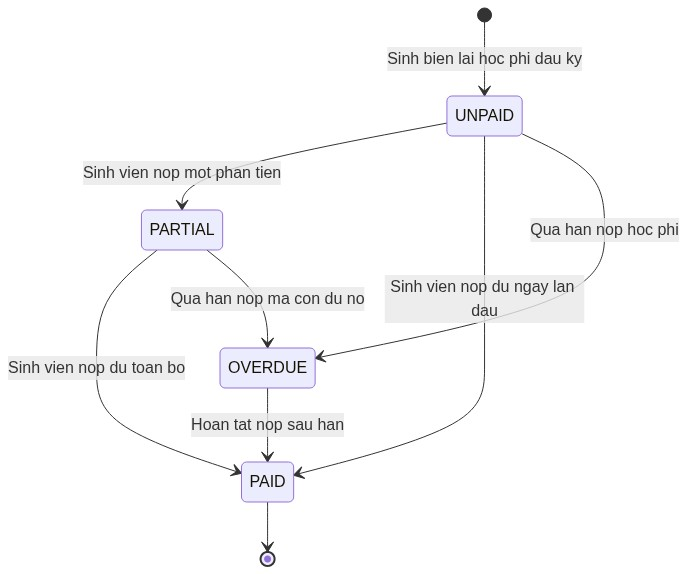 Sinh bien lai hoc phi dau ky
UNPAID
Sinh vien nop mot phan tien
PARTIAL
Qua han nop hoc phi
Qua han nop ma con du no
Sinh vien nop du ngay lan
dau
Sinh vien nop du toan bo
OVERDUE
Hoan tat nop sau han
PAID